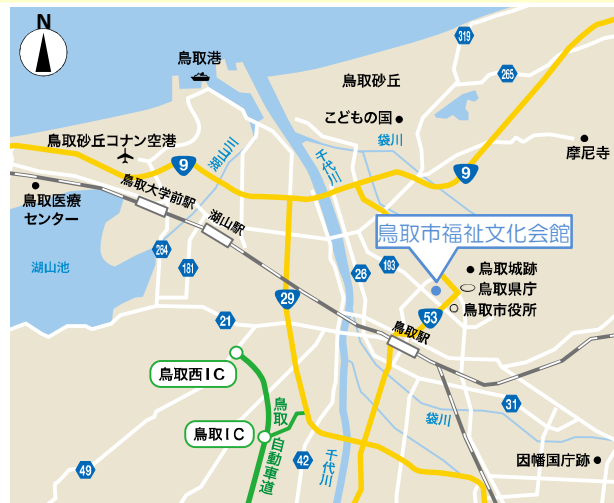 N
鳥取港
319
鳥取砂丘
265
こどもの国
袋川
摩尼寺
鳥取砂丘コナン空港
湖山川
千代川
9
9
鳥取医療
センター
鳥取大学前駅
湖山駅
鳥取市福祉文化会館
湖山池
264
181
26
193
鳥取城跡
鳥取県庁
鳥取市役所
29
53
21
鳥取駅
鳥取西IC
31
鳥取IC
鳥取自動車道
袋川
42
千代川
49
因幡国庁跡